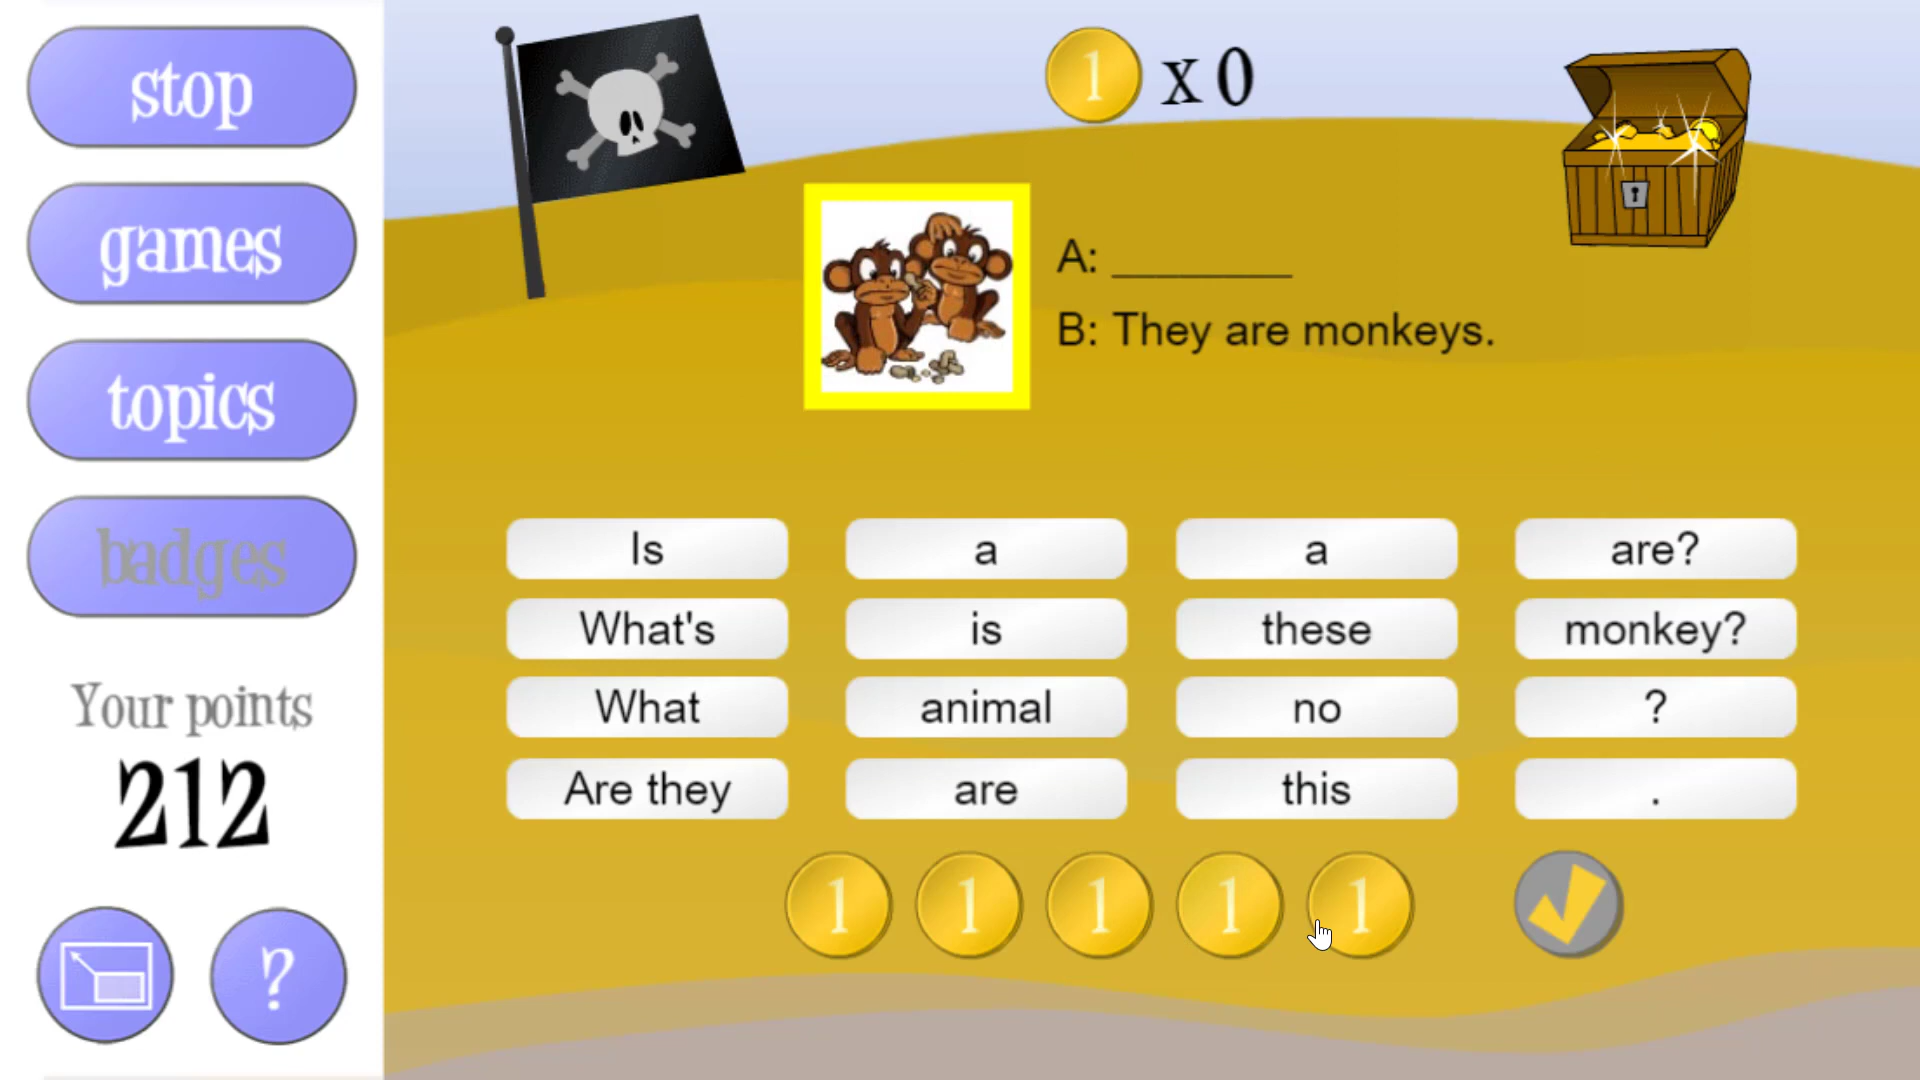 stop
games
topics
badges
Your points
212
?
1 x 0
A: ________
B: They are monkeys.
Is a a are?
What's is these monkey?
What animal no ?
Are they are this .
1 1 1 1 1